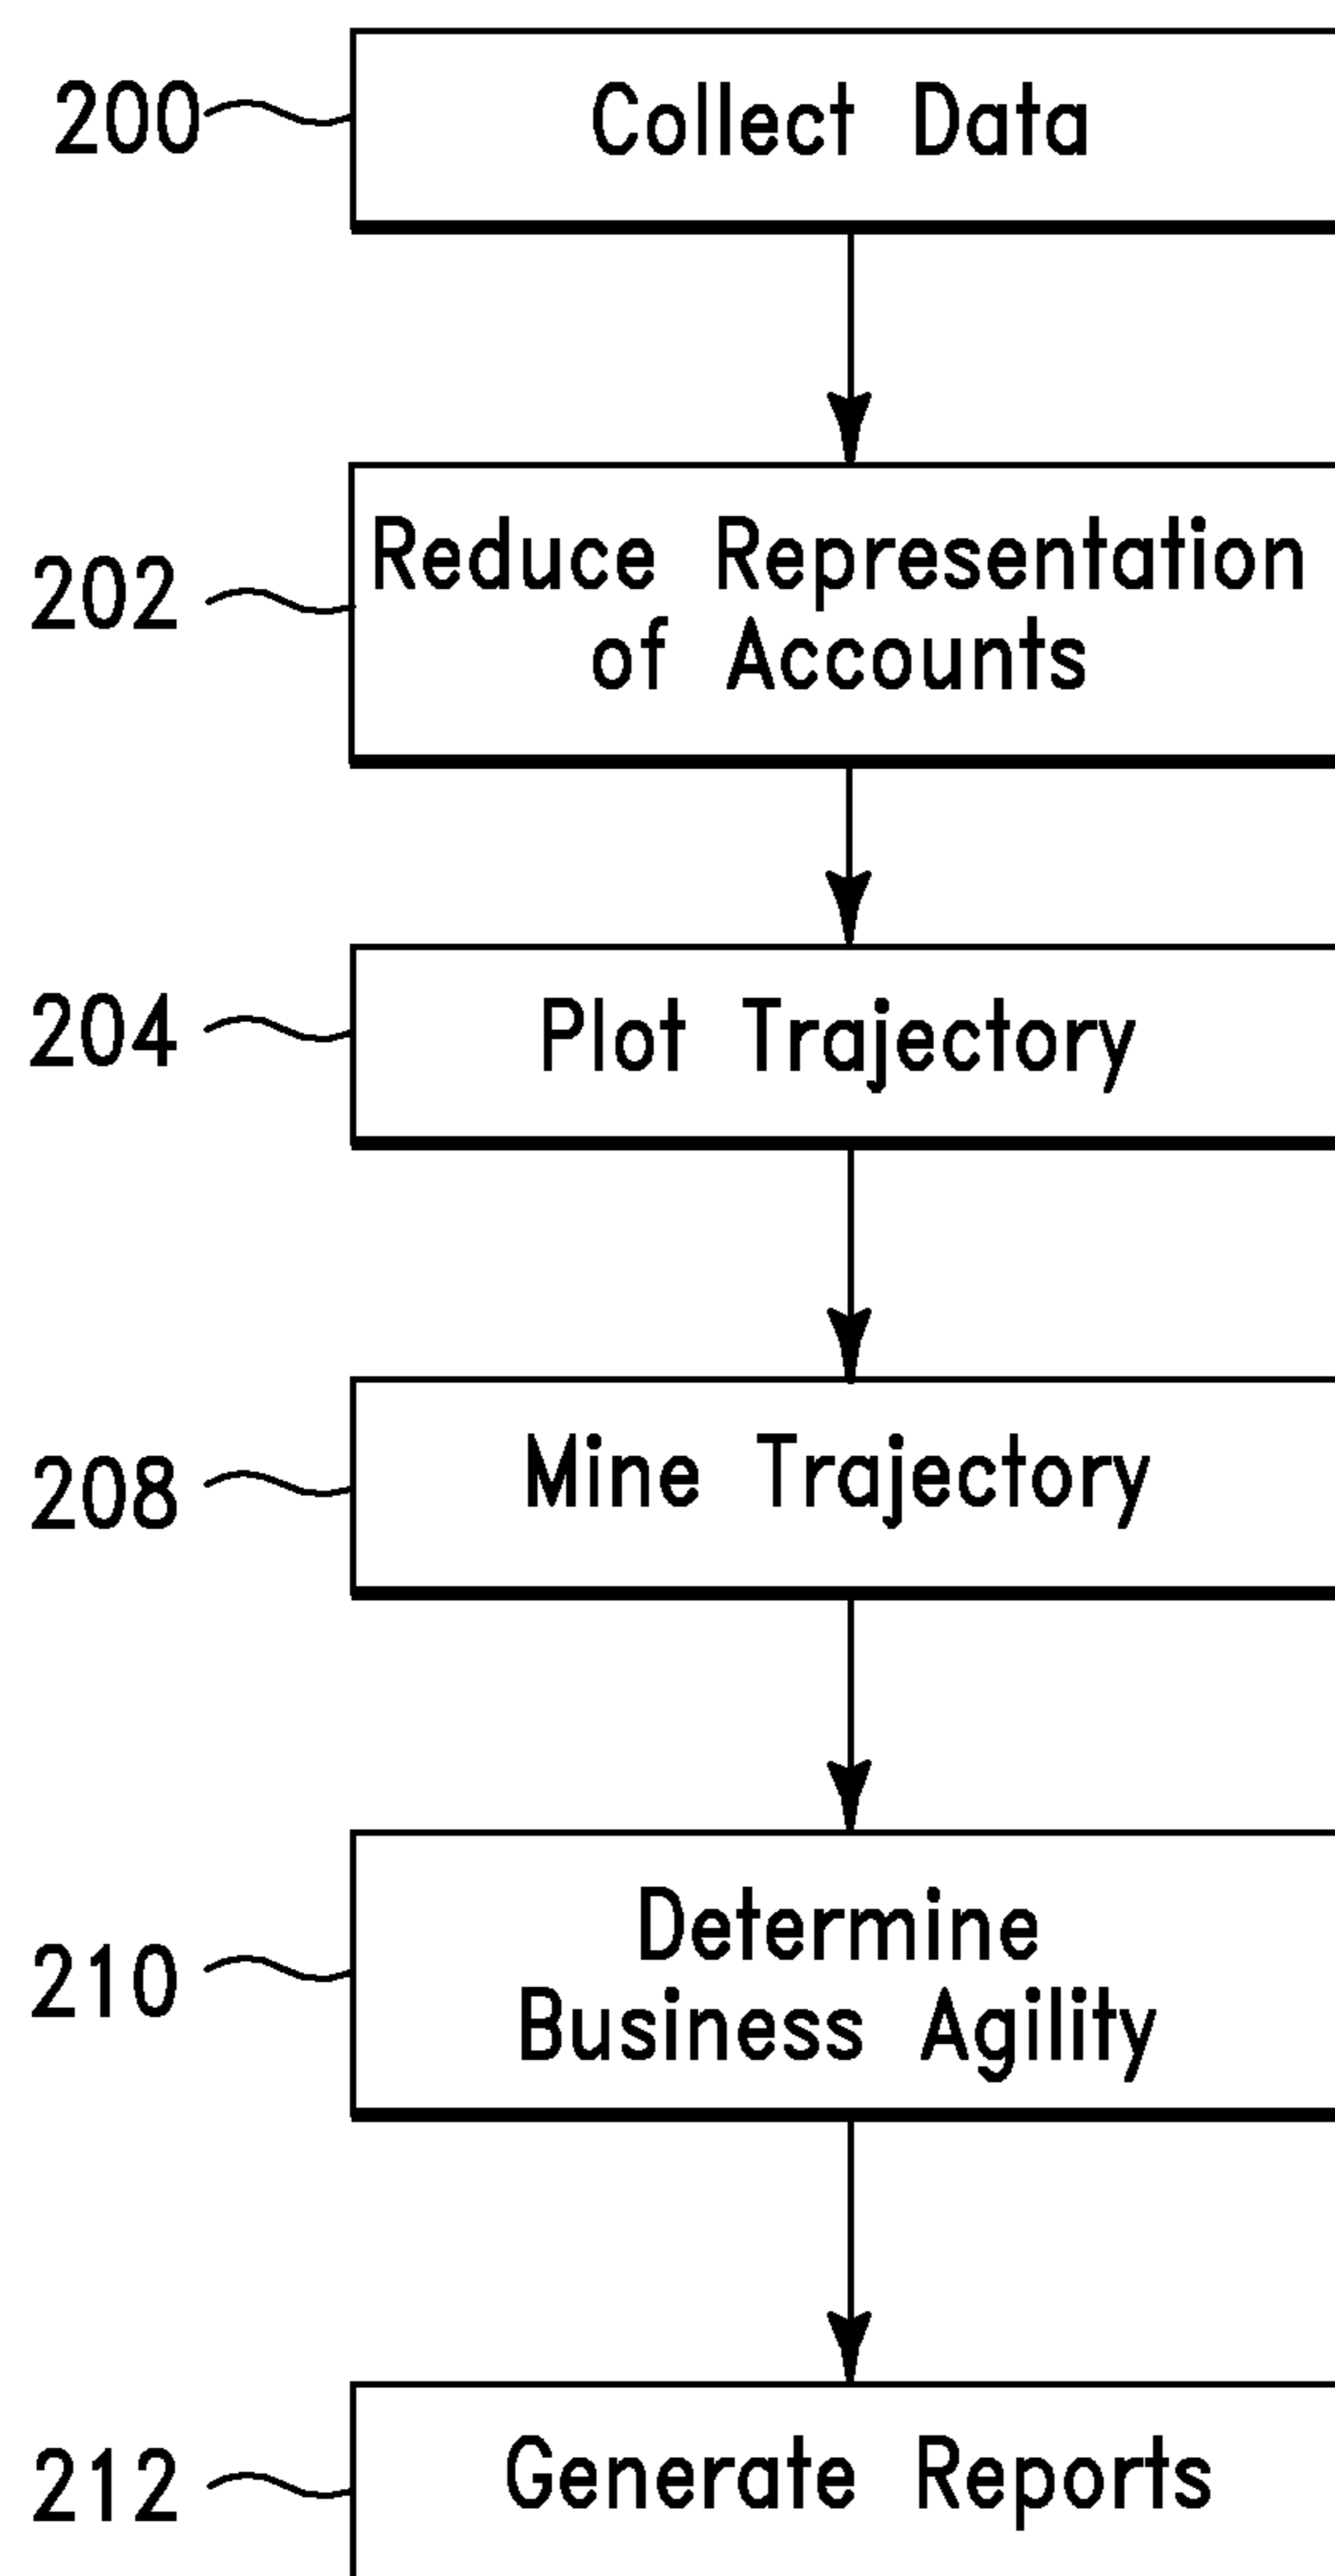 200 Collect Data
202 Reduce Representation
of Accounts
204 Plot Trajectory
208 Mine Trajectory
210 Determine
Business Agility
212 Generate Reports